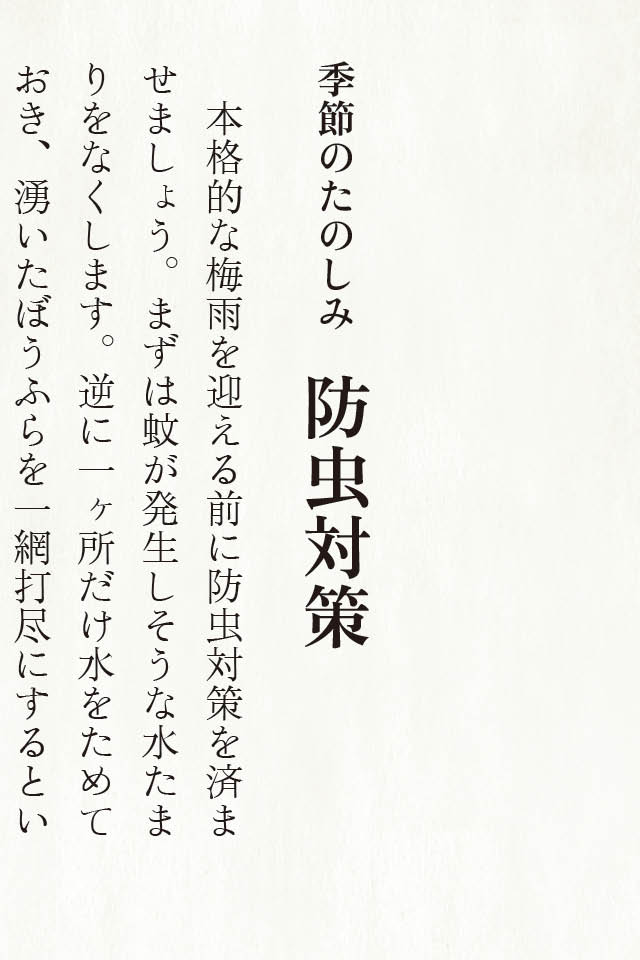 季節のたのしみ 防虫対策
本格的な梅雨を迎える前に防虫対策を済ま
せましょう。まずは蚊が発生しそうな水たま
りをなくします。逆に一ヶ所だけ水をためて
おき、湧いたぼうふらを一網打尽にするとい